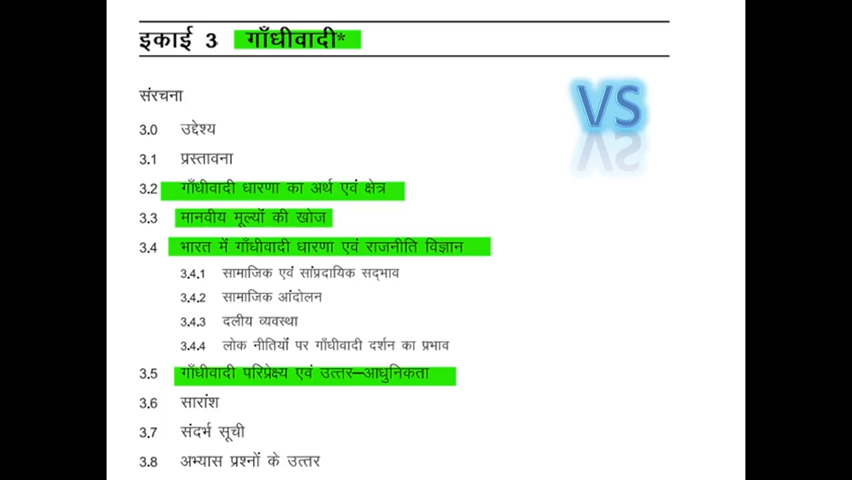 इकाई 3 गाँधीवादी*
VS
संरचना
3.0 उद्देश्य
3.1 प्रस्तावना
3.2 गाँधीवादी धारणा का अर्थ एवं क्षेत्र
3.3 मानवीय मूल्यों की खोज
3.4 भारत में गाँधीवादी धारणा एवं राजनीति विज्ञान
3.4.1 सामाजिक एवं सांप्रदायिक सद्भाव
3.4.2 सामाजिक आंदोलन
3.4.3 दलीय व्यवस्था
3.4.4 लोक नीतियों पर गाँधीवादी दर्शन का प्रभाव
3.5 गाँधीवादी परिप्रेक्ष्य एवं उत्तर–आधुनिकता
3.6 सारांश
3.7 संदर्भ सूची
3.8 अभ्यास प्रश्नों के उत्तर